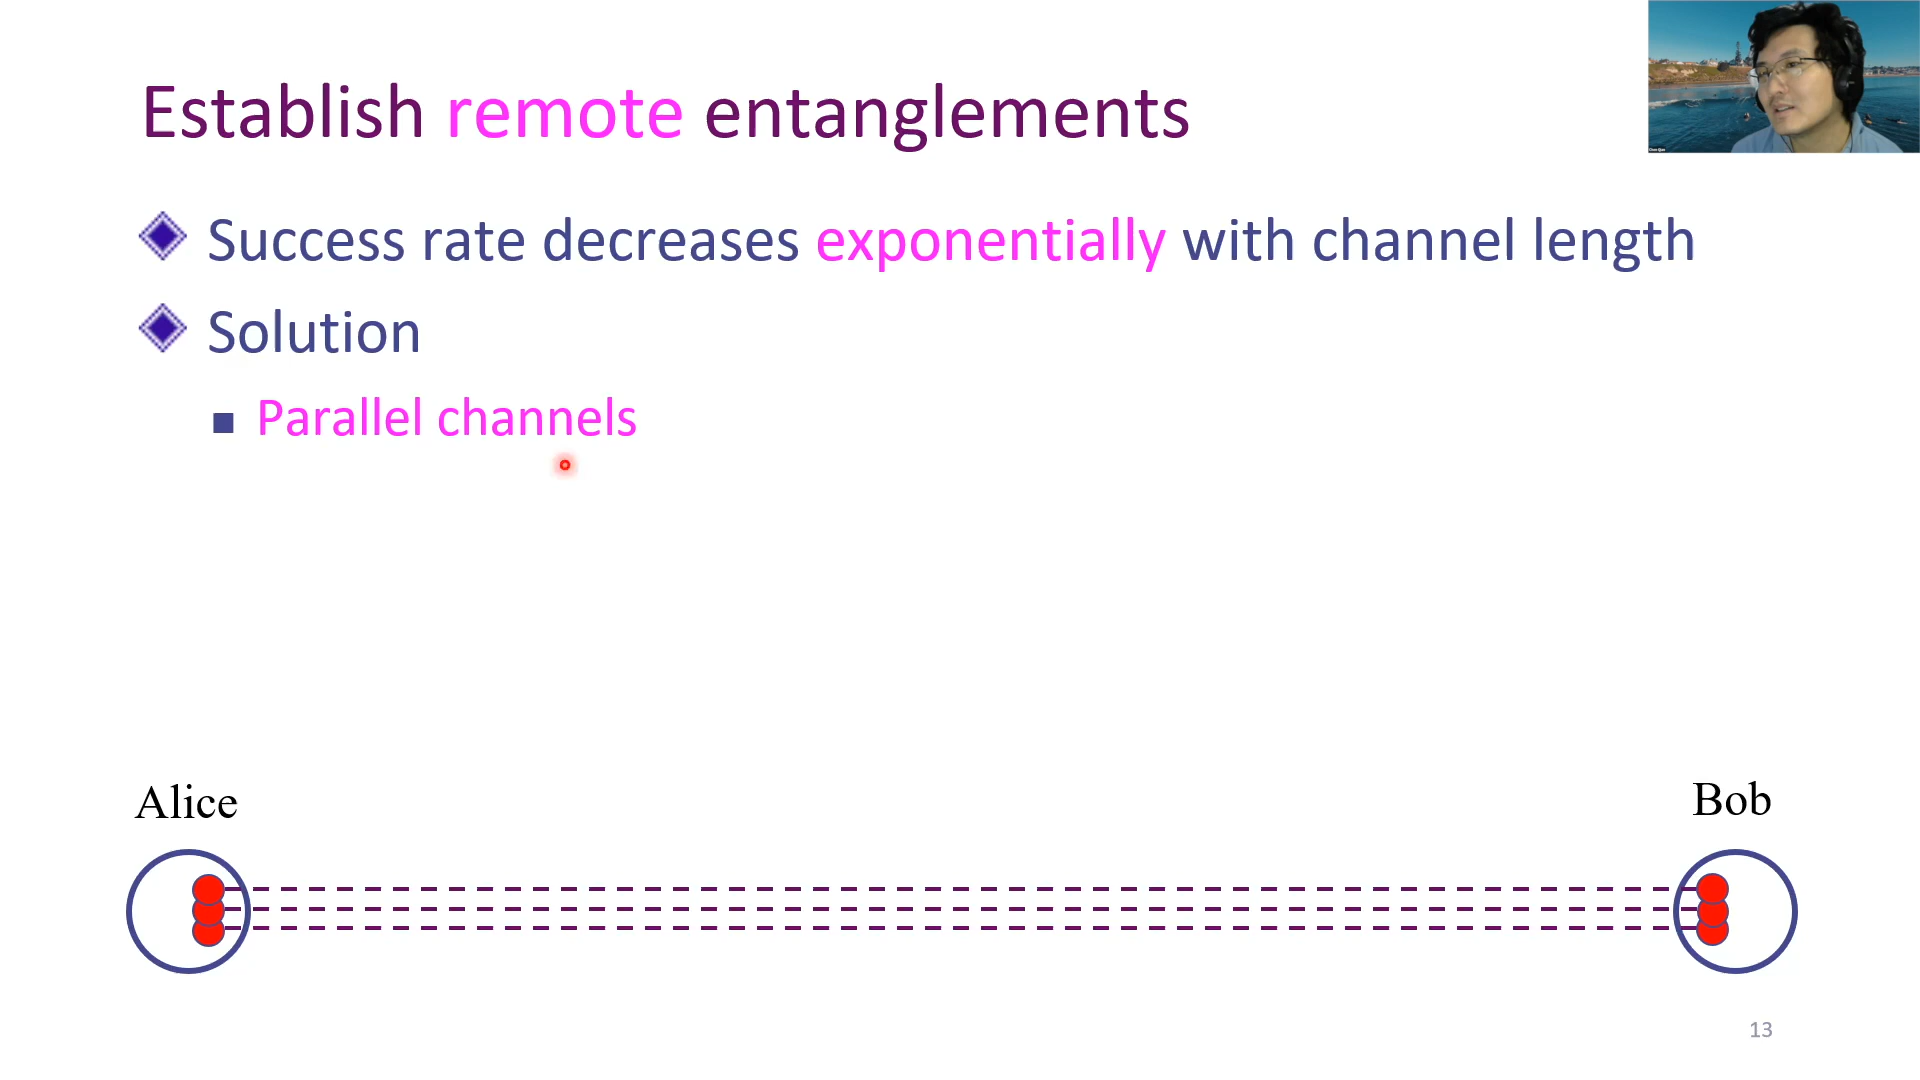 Establish remote entanglements
Success rate decreases exponentially with channel length
Solution
Parallel channels
Alice
Bob
13